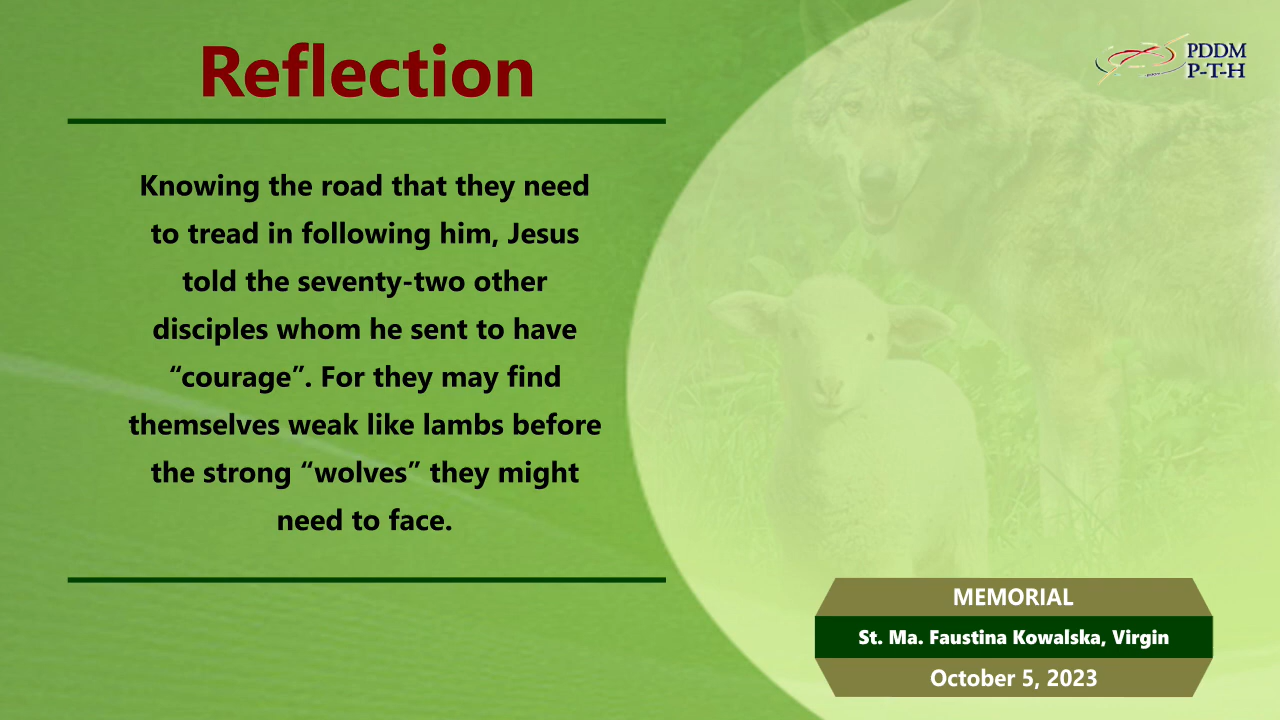 Reflection
PDDM
P-T-H
Knowing the road that they need
to tread in following him, Jesus
told the seventy-two other
disciples whom he sent to have
“courage”. For they may find
themselves weak like lambs before
the strong “wolves” they might
need to face.
MEMORIAL
St. Ma. Faustina Kowalska, Virgin
October 5, 2023